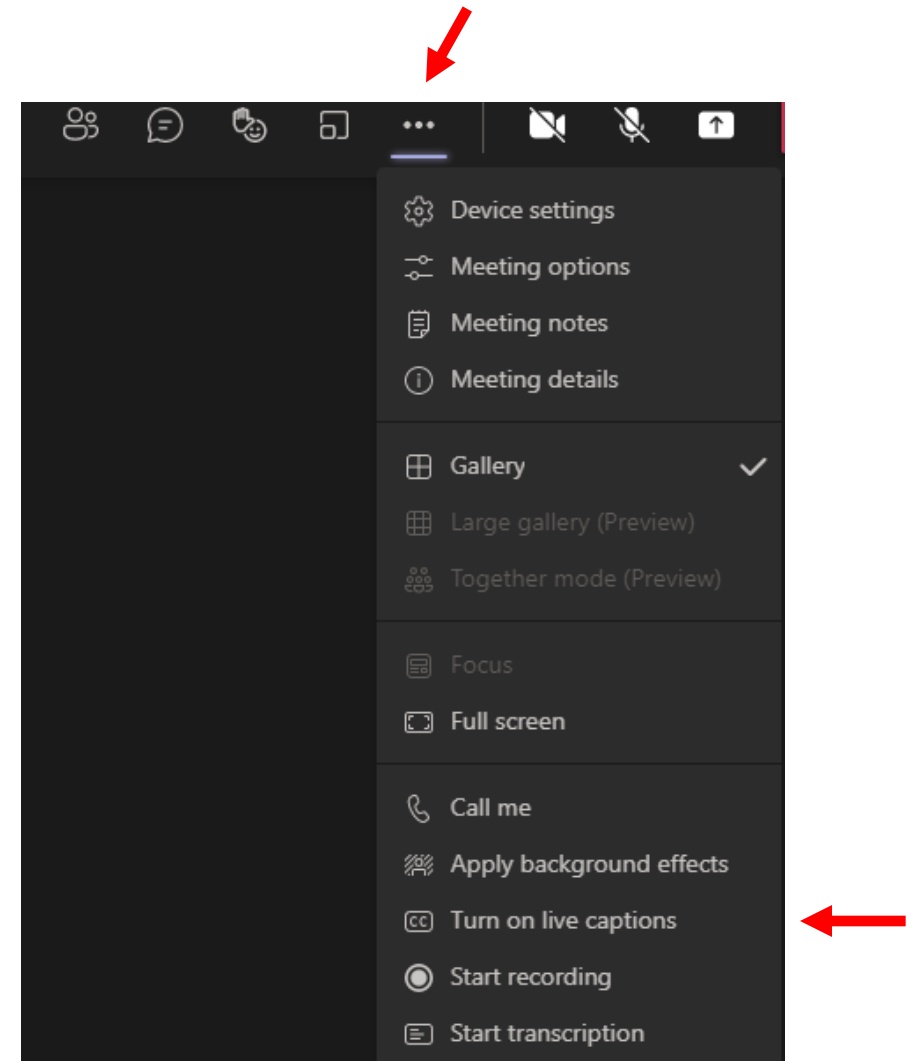 Device settings
Meeting options
Meeting notes
Meeting details
Gallery
Large gallery (Preview)
Together mode (Preview)
Focus
Full screen
Call me
Apply background effects
CC Turn on live captions
Start recording
Start transcription